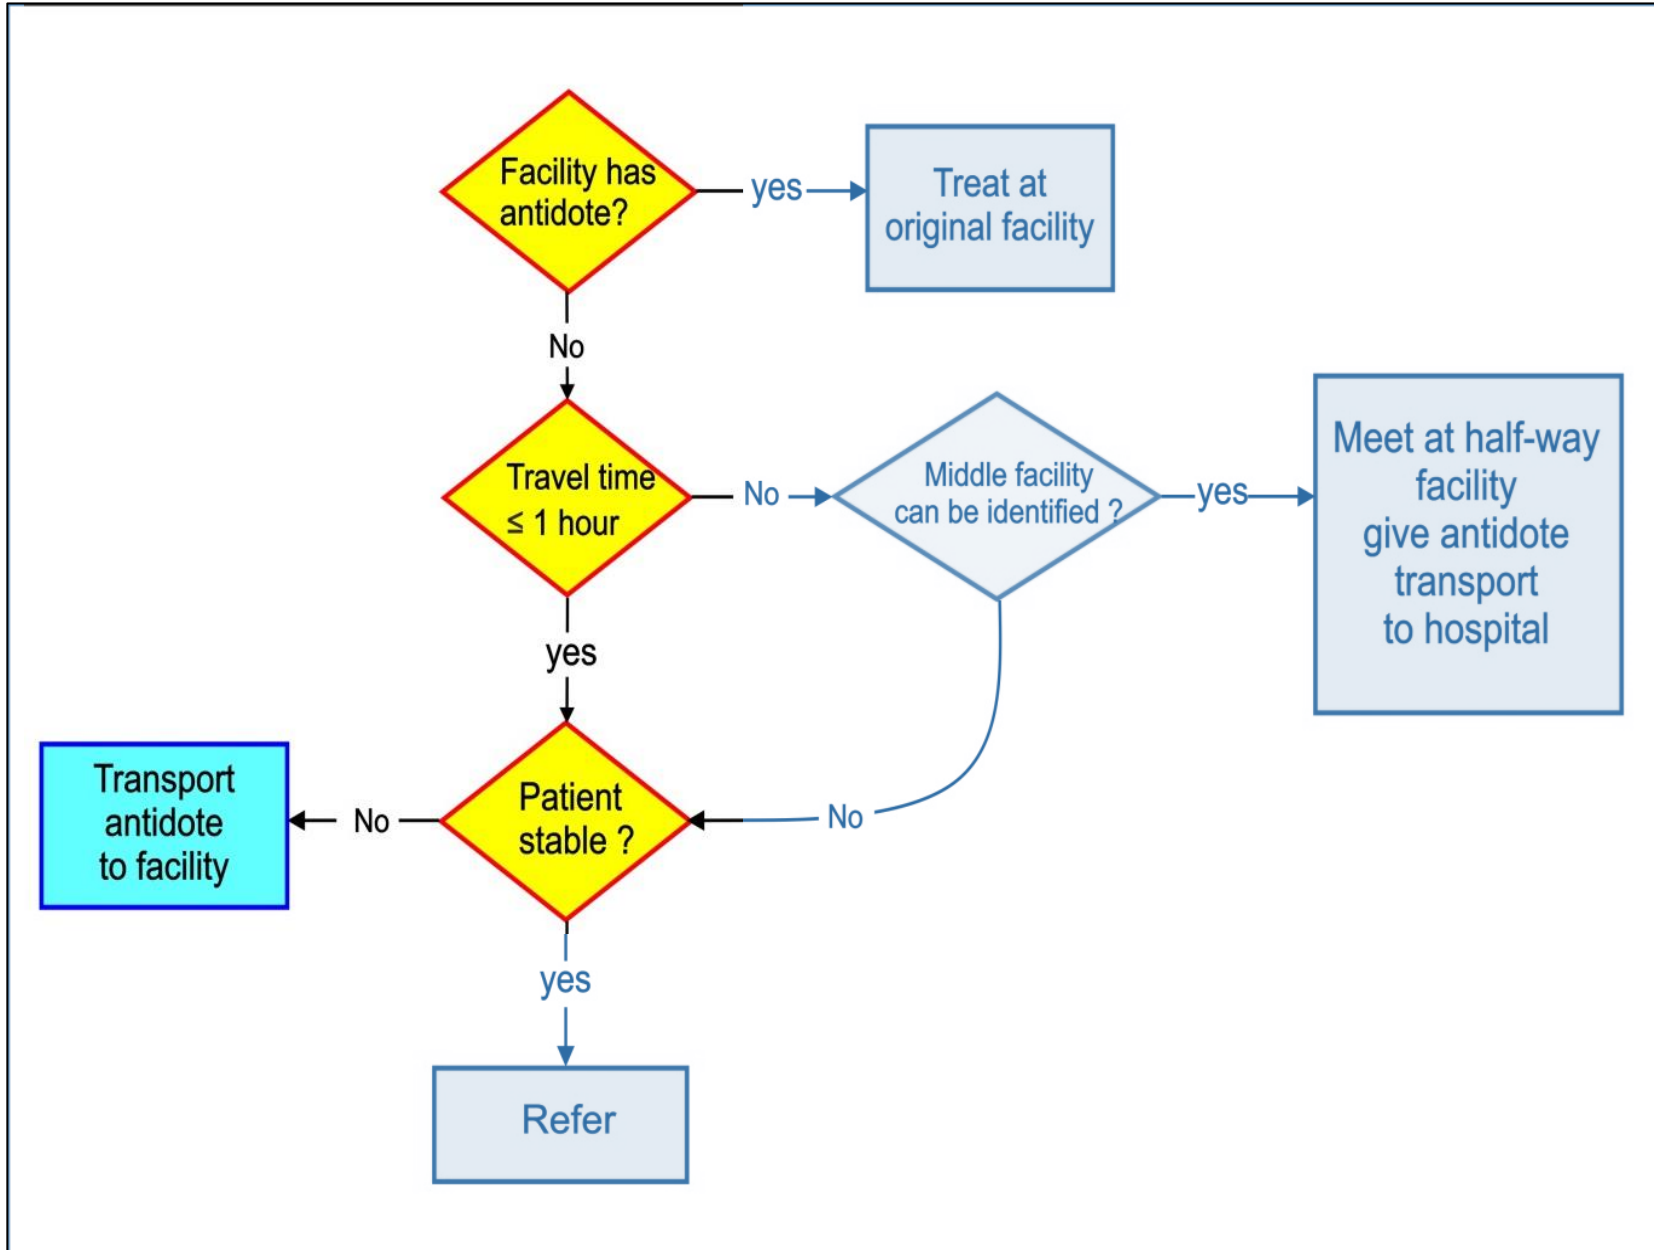 Facility has
antidote?
yes
Treat at
original facility
No
Travel time
≤ 1 hour
No
Middle facility
can be identified ?
yes
Meet at half-way
facility
give antidote
transport
to hospital
yes
Patient
stable ?
No
No
Transport
antidote
to facility
yes
Refer